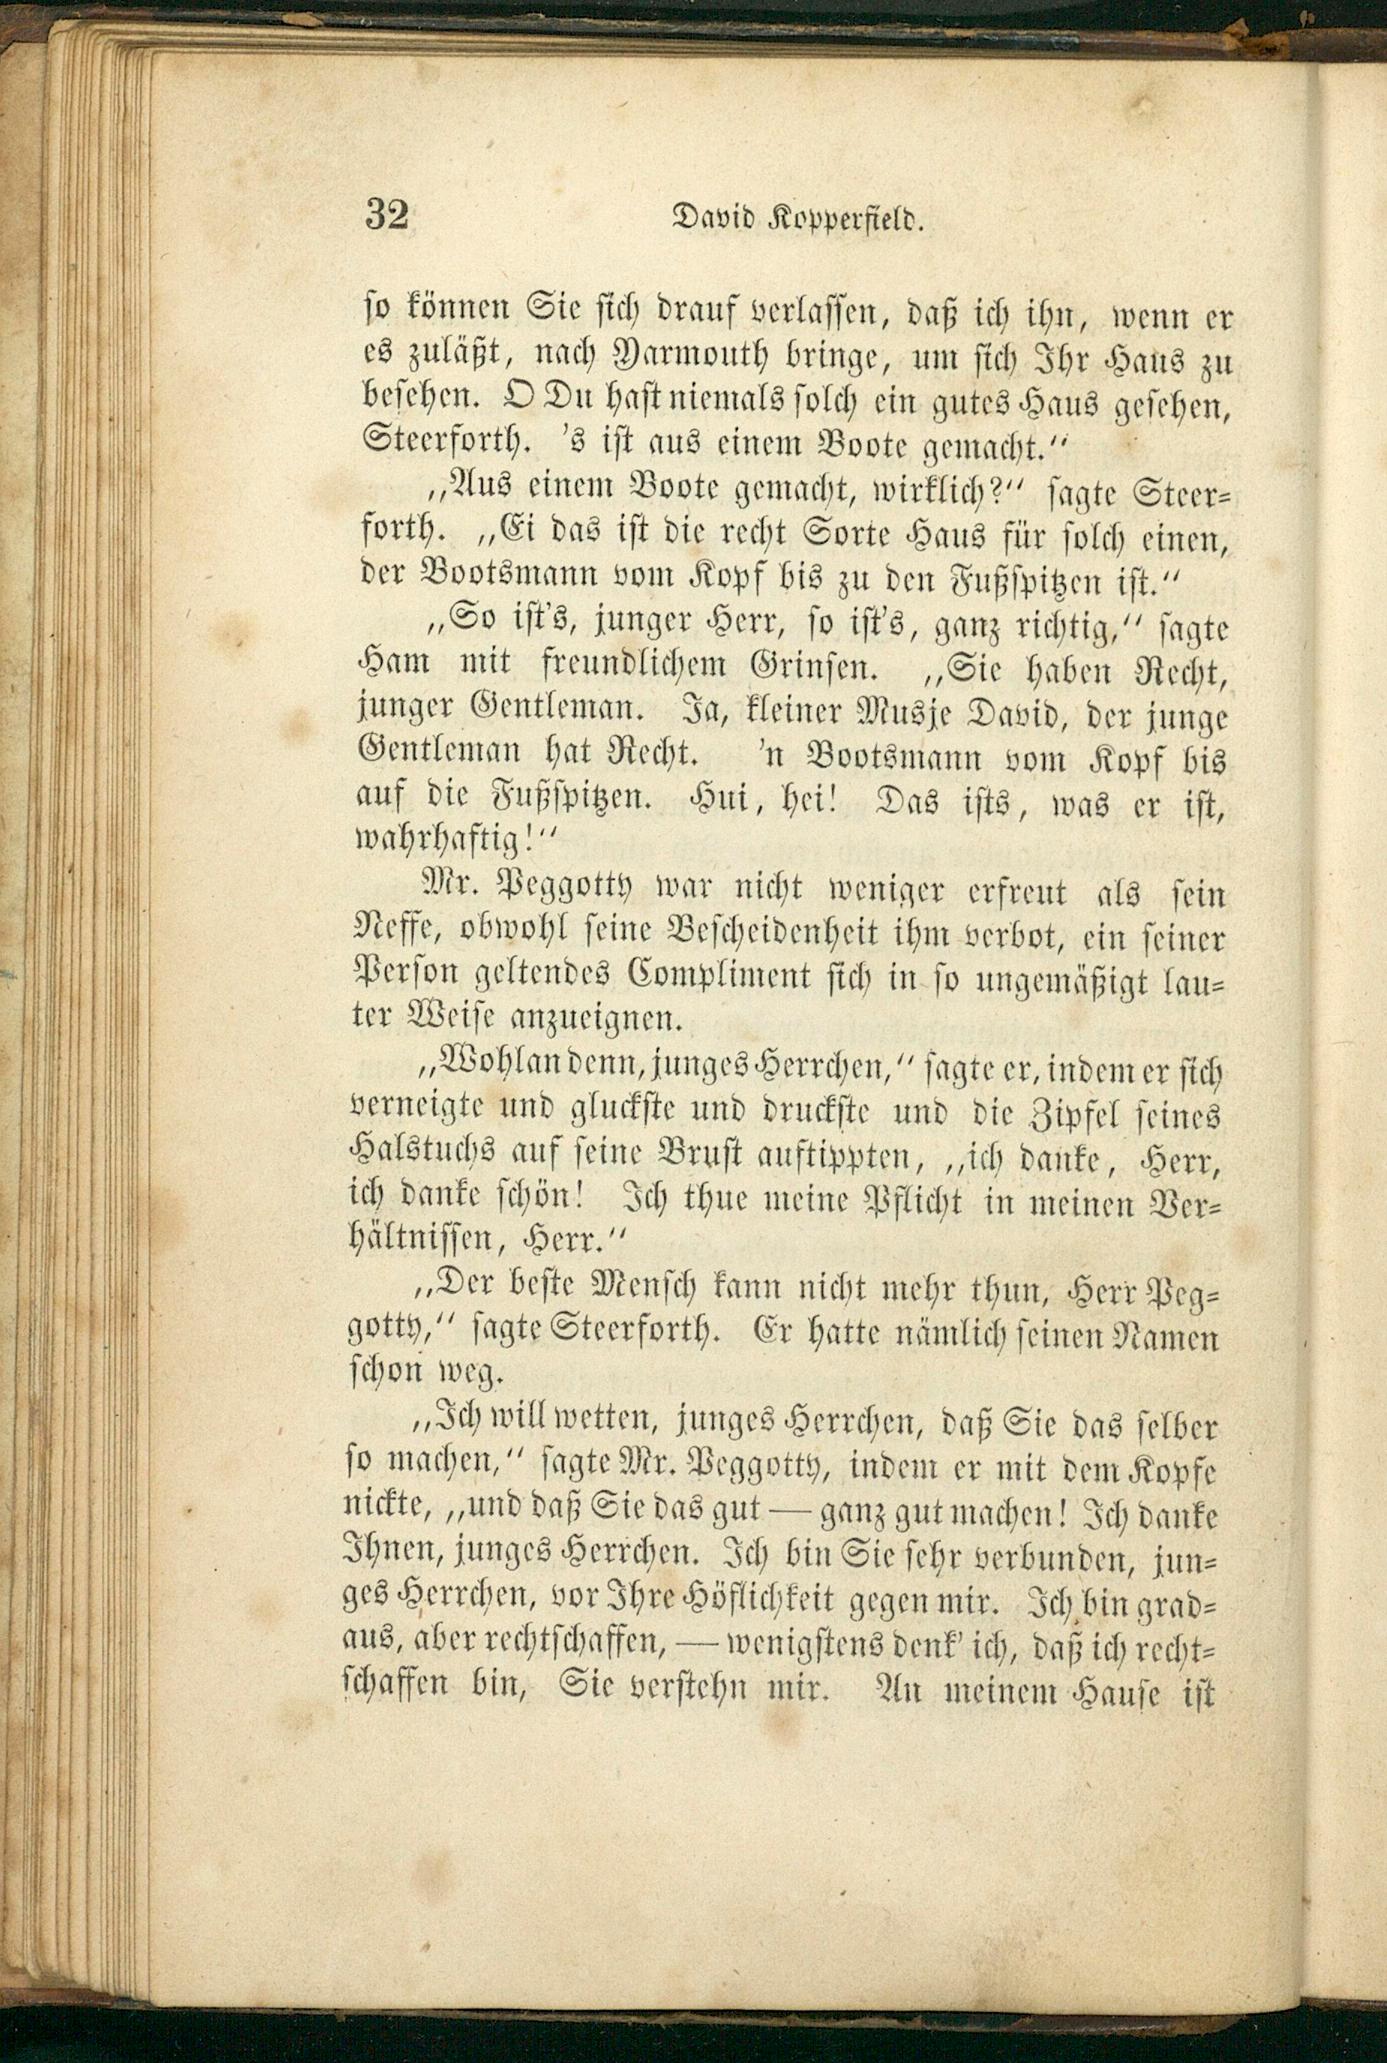 32 David Kopperfield.
so können Sie sich drauf verlassen, daß ich ihn, wenn er
es zuläßt, nach Yarmouth bringe, um sich Ihr Haus zu
besehen. O Du hast niemals solch ein gutes Haus gesehen,
Steerforth. 's ist aus einem Boote gemacht.“
„Aus einem Boote gemacht, wirklich?“ sagte Steer-
forth. „Ei das ist die recht Sorte Haus für solch einen,
der Bootsmann vom Kopf bis zu den Fußspitzen ist.“
„So ist's, junger Herr, so ist's, ganz richtig,“ sagte
Ham mit freundlichem Grinsen. „Sie haben Recht,
junger Gentleman. Ja, kleiner Musje David, der junge
Gentleman hat Recht. 'n Bootsmann vom Kopf bis
auf die Fußspitzen. Hui, hei! Das ists, was er ist,
wahrhaftig!“
Mr. Peggotty war nicht weniger erfreut als sein
Neffe, obwohl seine Bescheidenheit ihm verbot, ein seiner
Person geltendes Compliment sich in so ungemäßigt lau-
ter Weise anzueignen.
„Wohlan denn, junges Herrchen,“ sagte er, indem er sich
verneigte und gluckste und druckste und die Zipfel seines
Halstuchs auf seine Brust auftippten, „ich danke, Herr,
ich danke schön! Ich thue meine Pflicht in meinen Ver-
hältnissen, Herr.“
„Der beste Mensch kann nicht mehr thun, Herr Peg-
gotty,“ sagte Steerforth. Er hatte nämlich seinen Namen
schon weg.
„Ich will wetten, junges Herrchen, daß Sie das selber
so machen,“ sagte Mr. Peggotty, indem er mit dem Kopfe
nickte, „und daß Sie das gut — ganz gut machen! Ich danke
Ihnen, junges Herrchen. Ich bin Sie sehr verbunden, jun-
ges Herrchen, vor Ihre Höflichkeit gegen mir. Ich bin grad-
aus, aber rechtschaffen, — wenigstens denk' ich, daß ich recht-
schaffen bin, Sie verstehn mir. An meinem Hause ist